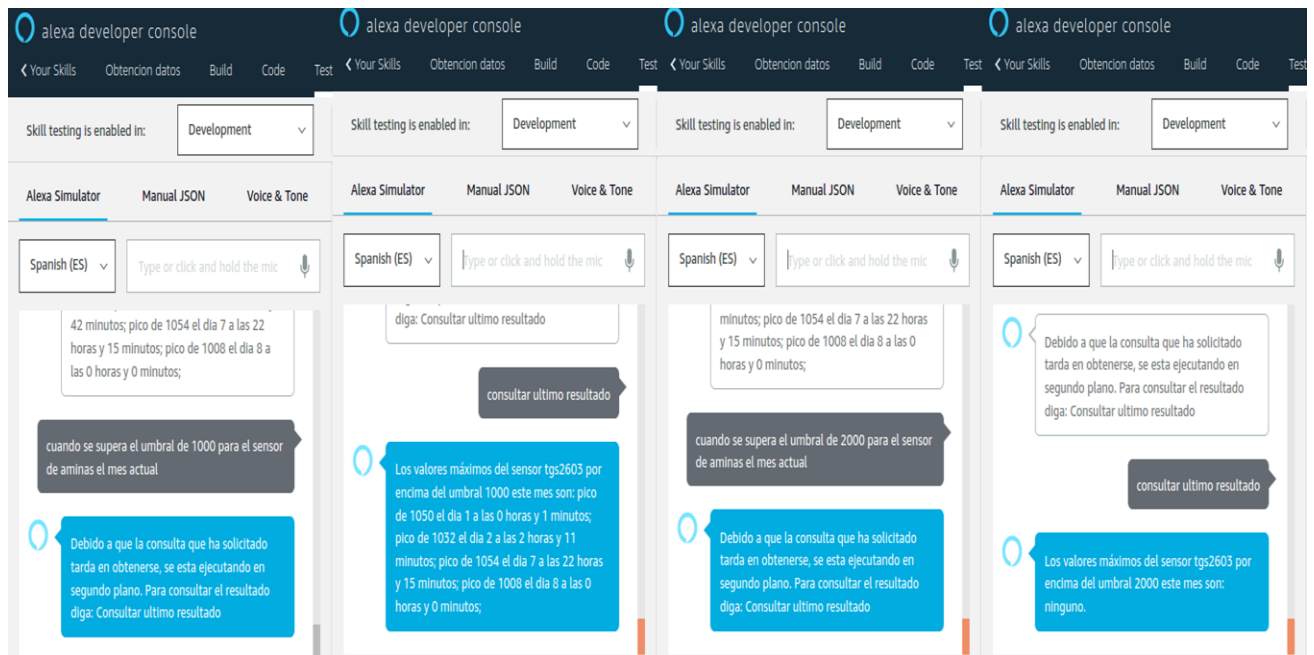 alexa developer console
Your Skills Obtencion datos Build Code Test
Skill testing is enabled in: Development
Alexa Simulator Manual JSON Voice & Tone
Spanish (ES) Type or click and hold the mic
42 minutos; pico de 1054 el dia 7 a las 22
horas y 15 minutos; pico de 1008 el dia 8 a
las 0 horas y 0 minutos;
cuando se supera el umbral de 1000 para el sensor
de aminas el mes actual
Debido a que la consulta que ha solicitado
tarda en obtenerse, se esta ejecutando en
segundo plano. Para consultar el resultado
diga: Consultar ultimo resultado
alexa developer console
Your Skills Obtencion datos Build Code Test
Skill testing is enabled in: Development
Alexa Simulator Manual JSON Voice & Tone
Spanish (ES) Type or click and hold the mic
diga: Consultar ultimo resultado
consultar ultimo resultado
Los valores máximos del sensor tgs2603 por
encima del umbral 1000 este mes son: pico
de 1050 el dia 1 a las 0 horas y 1 minutos;
pico de 1032 el dia 2 a las 2 horas y 11
minutos; pico de 1054 el dia 7 a las 22 horas
y 15 minutos; pico de 1008 el dia 8 a las 0
horas y 0 minutos;
alexa developer console
Your Skills Obtencion datos Build Code Test
Skill testing is enabled in: Development
Alexa Simulator Manual JSON Voice & Tone
Spanish (ES) Type or click and hold the mic
minutos; pico de 1054 el dia 7 a las 22 horas
y 15 minutos; pico de 1008 el dia 8 a las 0
horas y 0 minutos;
cuando se supera el umbral de 2000 para el sensor
de aminas el mes actual
Debido a que la consulta que ha solicitado
tarda en obtenerse, se esta ejecutando en
segundo plano. Para consultar el resultado
diga: Consultar ultimo resultado
alexa developer console
Your Skills Obtencion datos Build Code Test
Skill testing is enabled in: Development
Alexa Simulator Manual JSON Voice & Tone
Spanish (ES) Type or click and hold the mic
Debido a que la consulta que ha solicitado
tarda en obtenerse, se esta ejecutando en
segundo plano. Para consultar el resultado
diga: Consultar ultimo resultado
consultar ultimo resultado
Los valores máximos del sensor tgs2603 por
encima del umbral 2000 este mes son:
ninguno.